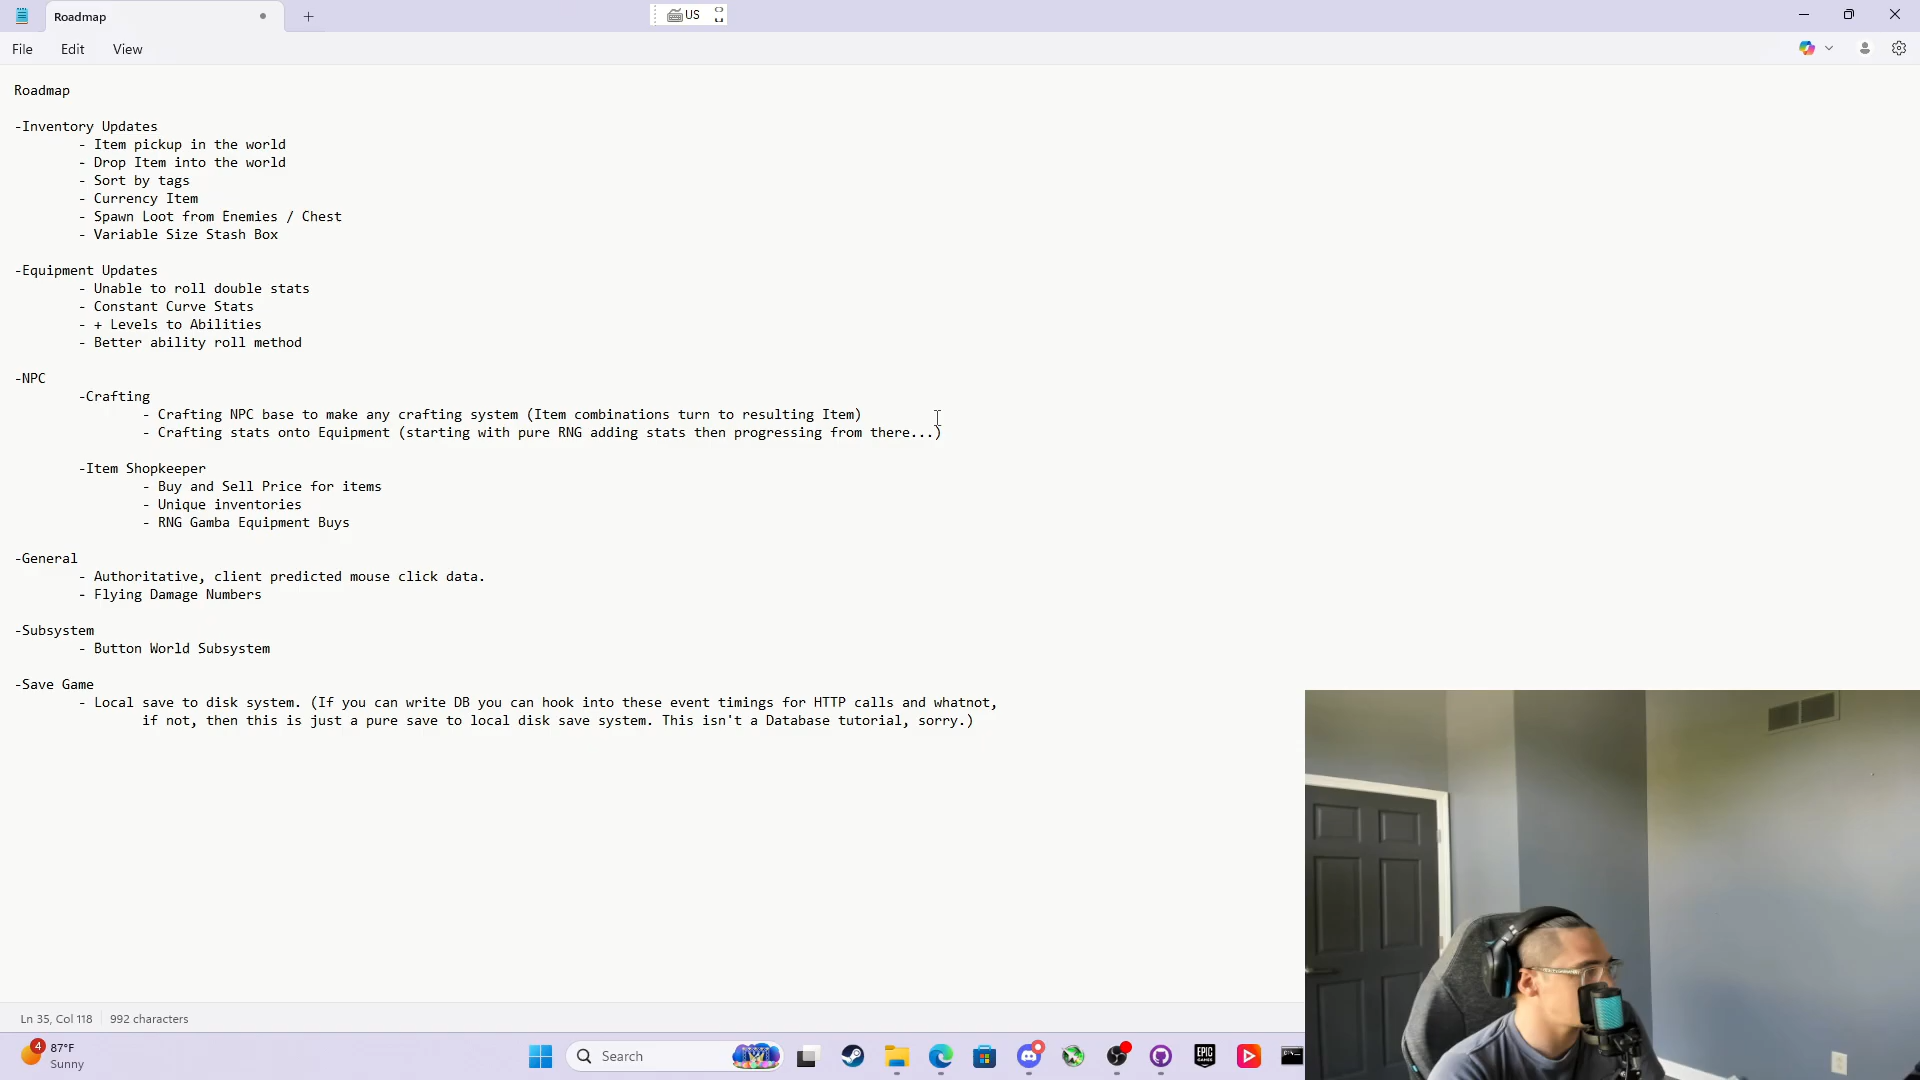 Roadmap
US
File
Edit
View
Roadmap
-Inventory Updates
- Item pickup in the world
- Drop Item into the world
- Sort by tags
- Currency Item
- Spawn Loot from Enemies / Chest
- Variable Size Stash Box
-Equipment Updates
- Unable to roll double stats
- Constant Curve Stats
- + Levels to Abilities
- Better ability roll method
-NPC
-Crafting
- Crafting NPC base to make any crafting system (Item combinations turn to resulting Item)
- Crafting stats onto Equipment (starting with pure RNG adding stats then progressing from there...)
-Item Shopkeeper
- Buy and Sell Price for items
- Unique inventories
- RNG Gamba Equipment Buys
-General
- Authoritative, client predicted mouse click data.
- Flying Damage Numbers
-Subsystem
- Button World Subsystem
-Save Game
- Local save to disk system. (If you can write DB you can hook into these event timings for HTTP calls and whatnot,
if not, then this is just a pure save to local disk save system. This isn't a Database tutorial, sorry.)
Ln 35, Col 118
992 characters
4
87°F
Sunny
Search
EPIC
GAMES